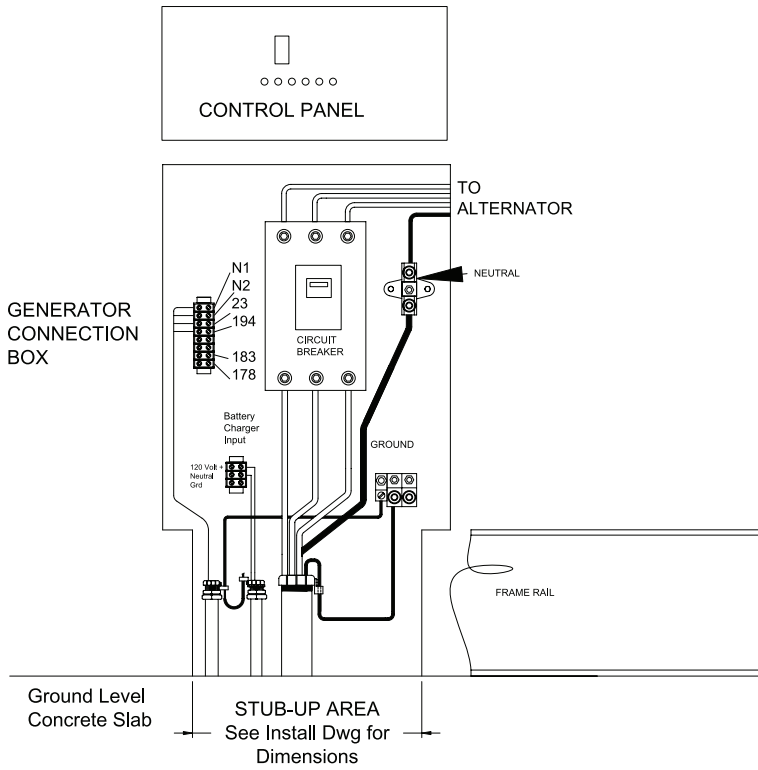 CONTROL PANEL
TO
ALTERNATOR
NEUTRAL
N1
N2
23
194
183
178
GENERATOR
CONNECTION
BOX
CIRCUIT
BREAKER
Battery
Charger
Input
GROUND
120 Volt +
Neutral
Grd
FRAME RAIL
Ground Level
Concrete Slab
STUB-UP AREA
See Install Dwg for
Dimensions